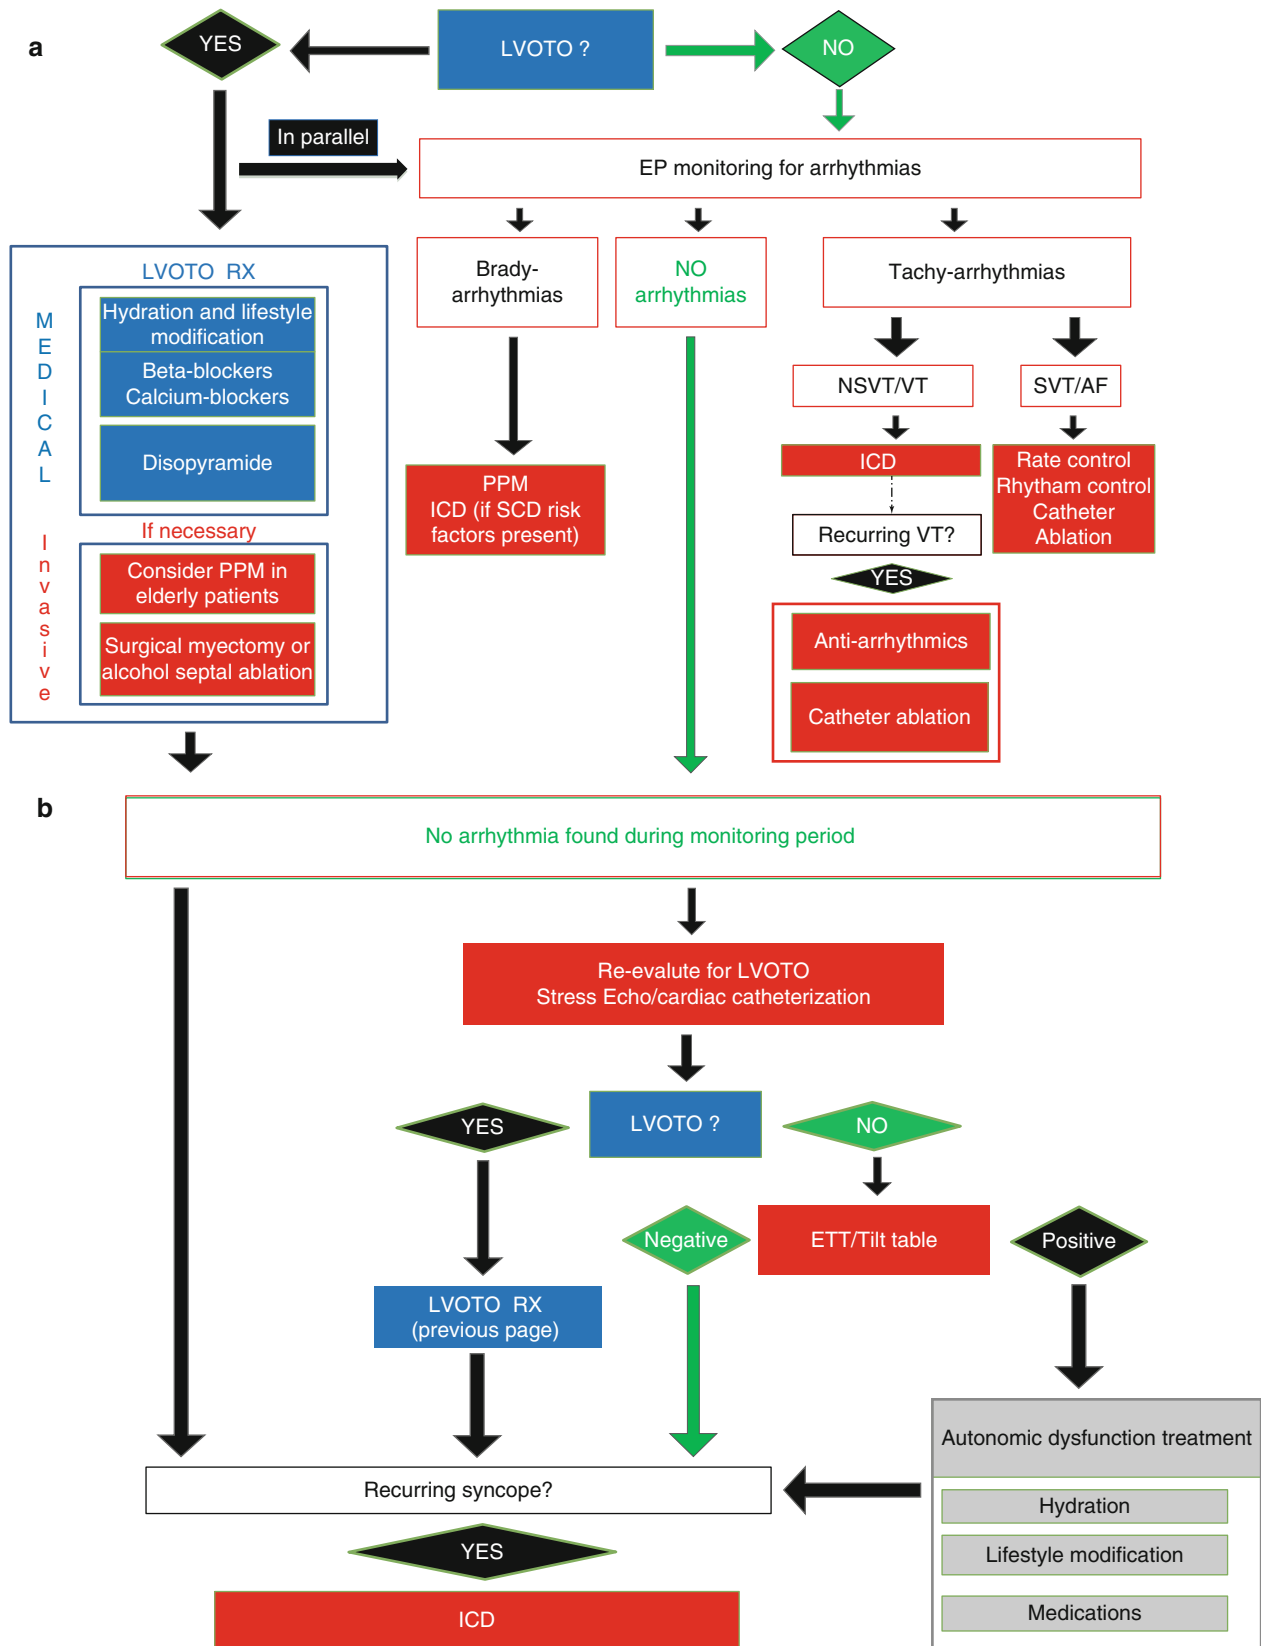 a
YES
LVOTO ?
NO
In parallel
EP monitoring for arrhythmias
LVOTO RX
MEDICAL
Hydration and lifestyle
modification
Beta-blockers
Calcium-blockers
Disopyramide
If necessary
Invasive
Consider PPM in
elderly patients
Surgical myectomy or
alcohol septal ablation
Brady-
arrhythmias
NO
arrhythmias
Tachy-arrhythmias
PPM
ICD (if SCD risk
factors present)
NSVT/VT
SVT/AF
ICD
Rate control
Rhytham control
Catheter
Ablation
Recurring VT?
YES
Anti-arrhythmics
Catheter ablation
b
No arrhythmia found during monitoring period
Re-evalute for LVOTO
Stress Echo/cardiac catheterization
YES
LVOTO ?
NO
Negative
ETT/Tilt table
Positive
LVOTO RX
(previous page)
Autonomic dysfunction treatment
Hydration
Lifestyle modification
Medications
Recurring syncope?
YES
ICD